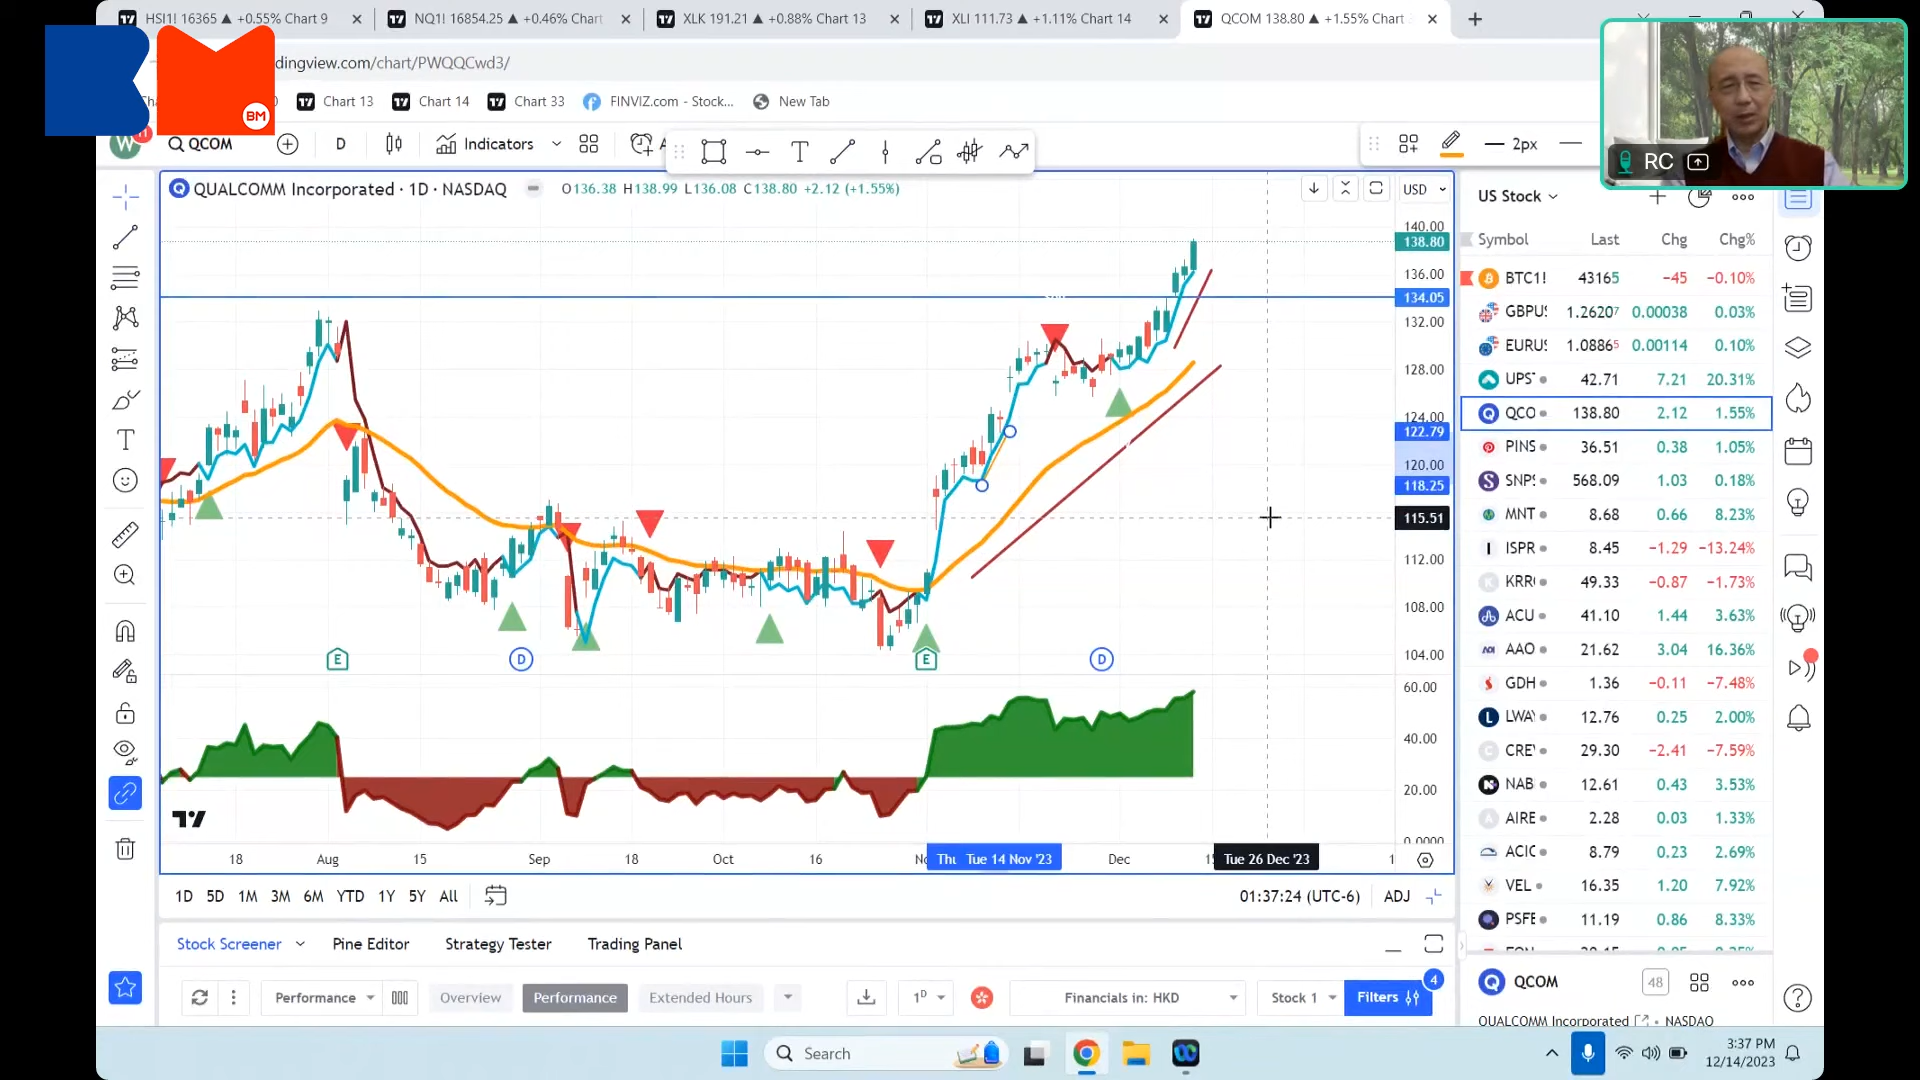 HSI1! 16365 ▲ +0.55% Chart 9
NQ1! 16854.25 ▲ +0.46% Chart
XLK 191.21 ▲ +0.88% Chart 13
XLI 111.73 ▲ +1.11% Chart 14
QCOM 138.80 ▲ +1.55% Chart
dingview.com/chart/PWQQCwd3/
Chart 13
Chart 14
Chart 33
FINVIZ.com - Stock...
New Tab
BM
W
11
QCOM
D
Indicators
2px
RC
QUALCOMM Incorporated · 1D · NASDAQ
O136.38 H138.99 L136.08 C138.80 +2.12 (+1.55%)
USD
140.00
138.80
136.00
134.05
132.00
128.00
124.00
122.79
120.00
118.25
115.51
112.00
108.00
104.00
60.00
40.00
20.00
0.0000
E
D
E
D
18
Aug
15
Sep
18
Oct
16
Thu
Tue 14 Nov '23
Dec
Tue 26 Dec '23
1D 5D 1M 3M 6M YTD 1Y 5Y All
01:37:24 (UTC-6)
ADJ
Stock Screener
Pine Editor
Strategy Tester
Trading Panel
Performance
Overview
Performance
Extended Hours
1D
Financials in: HKD
Stock 1
Filters
4
US Stock
Symbol Last Chg Chg%
BTC1! 43165 −45 −0.10%
GBPUS 1.26207 0.00038 0.03%
EURUS 1.08865 0.00114 0.10%
UPST 42.71 7.21 20.31%
QCO 138.80 2.12 1.55%
PINS 36.51 0.38 1.05%
SNPS 568.09 1.03 0.18%
MNT 8.68 0.66 8.23%
ISPR 8.45 −1.29 −13.24%
KRR 49.33 −0.87 −1.73%
ACU 41.10 1.44 3.63%
AAO 21.62 3.04 16.36%
GDH 1.36 −0.11 −7.48%
LWA 12.76 0.25 2.00%
CRE 29.30 −2.41 −7.59%
NAB 12.61 0.43 3.53%
AIRE 2.28 0.03 1.33%
ACIC 8.79 0.23 2.69%
VEL 16.35 1.20 7.92%
PSFE 11.19 0.86 8.33%
QCOM
48
QUALCOMM Incorporated • NASDAQ
Search
3:37 PM
12/14/2023